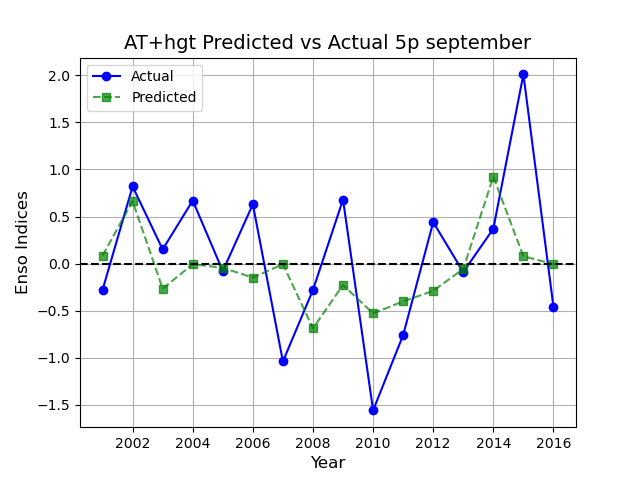 AT+hgt Predicted vs Actual 5p september
Actual
Predicted
Enso Indices
2.0
1.5
1.0
0.5
0.0
−0.5
−1.0
−1.5
2002 2004 2006 2008 2010 2012 2014 2016
Year